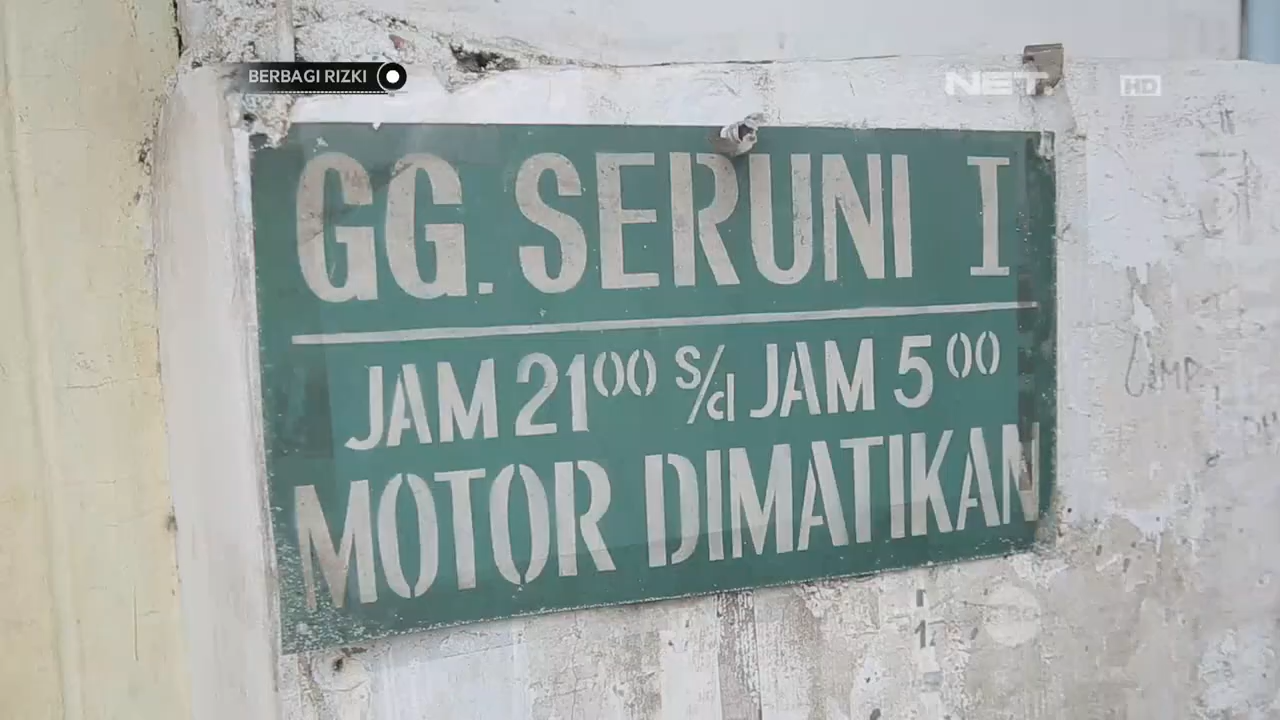 BERBAGI RIZKI
NET.
HD
GG. SERUNI I
JAM 21 00 S/d JAM 5 00
MOTOR DIMATIKAN